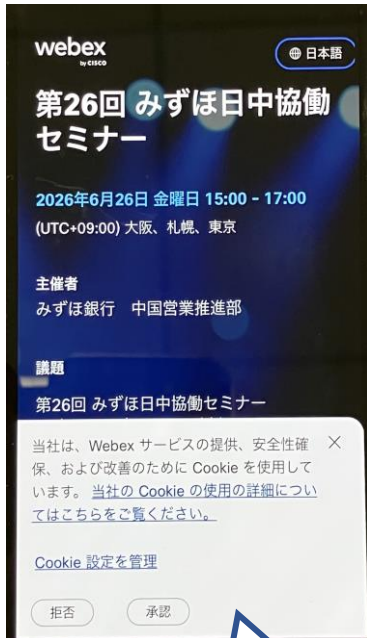 webex
by CISCO
日本語
第26回 みずほ日中協働
セミナー
2026年6月26日 金曜日 15:00 - 17:00
(UTC+09:00) 大阪、札幌、東京
主催者
みずほ銀行　中国営業推進部
議題
第26回 みずほ日中協働セミナー
当社は、Webex サービスの提供、安全性確
保、および改善のために Cookie を使用して
います。 当社の Cookie の使用の詳細につい
てはこちらをご覧ください。
Cookie 設定を管理
拒否
承認